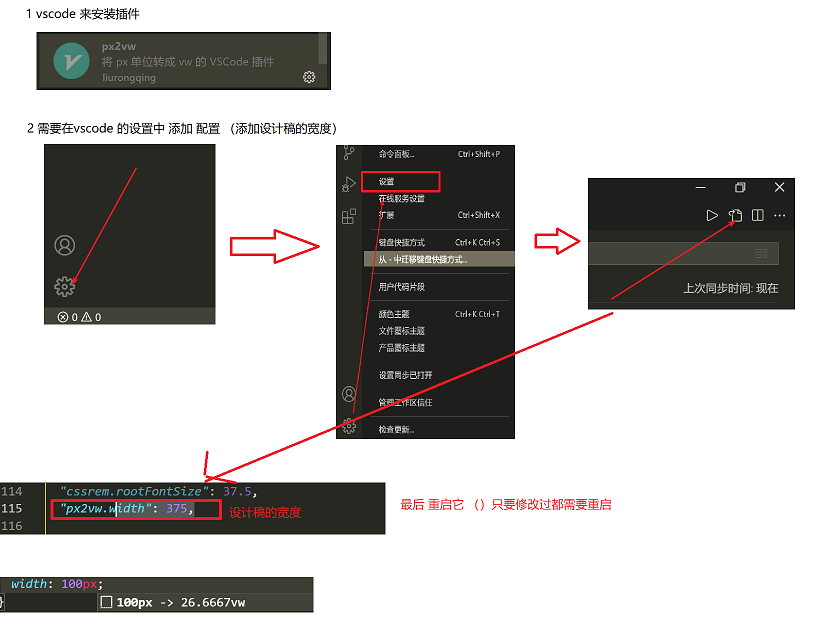 1 vscode 来安装插件
px2vw
将 px 单位转成 vw 的 VSCode 插件
liurongqing
2 需要在vscode 的设置中 添加 配置 （添加设计稿的宽度）
0 0
命令面板... Ctrl+Shift+P
设置
在线服务设置
扩展 Ctrl+Shift+X
键盘快捷方式 Ctrl+K Ctrl+S
从 - 中迁移键盘快捷方式...
用户代码片段
颜色主题 Ctrl+K Ctrl+T
文件图标主题
产品图标主题
设置同步已打开
管理工作区信任
检查更新...
上次同步时间: 现在
114 "cssrem.rootFontSize": 37.5,
115 "px2vw.width": 375,
116
设计稿的宽度
最后 重启它 （）只要修改过都需要重启
width: 100px;
}
100px -> 26.6667vw